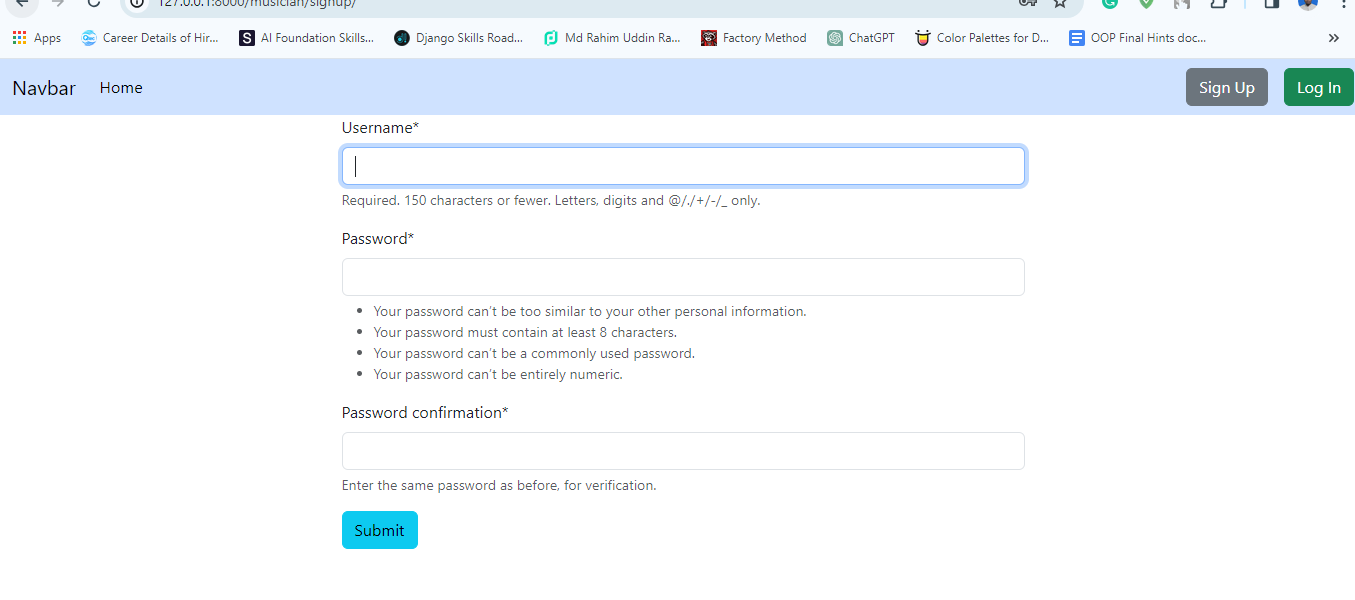 127.0.0.1:8000/musician/signup/
Apps Career Details of Hir... S AI Foundation Skills... Django Skills Road... Md Rahim Uddin Ra... Factory Method ChatGPT Color Palettes for D... OOP Final Hints doc... »
Navbar Home Sign Up Log In
Username*
Required. 150 characters or fewer. Letters, digits and @/./+/-/_ only.
Password*
• Your password can't be too similar to your other personal information.
• Your password must contain at least 8 characters.
• Your password can't be a commonly used password.
• Your password can't be entirely numeric.
Password confirmation*
Enter the same password as before, for verification.
Submit